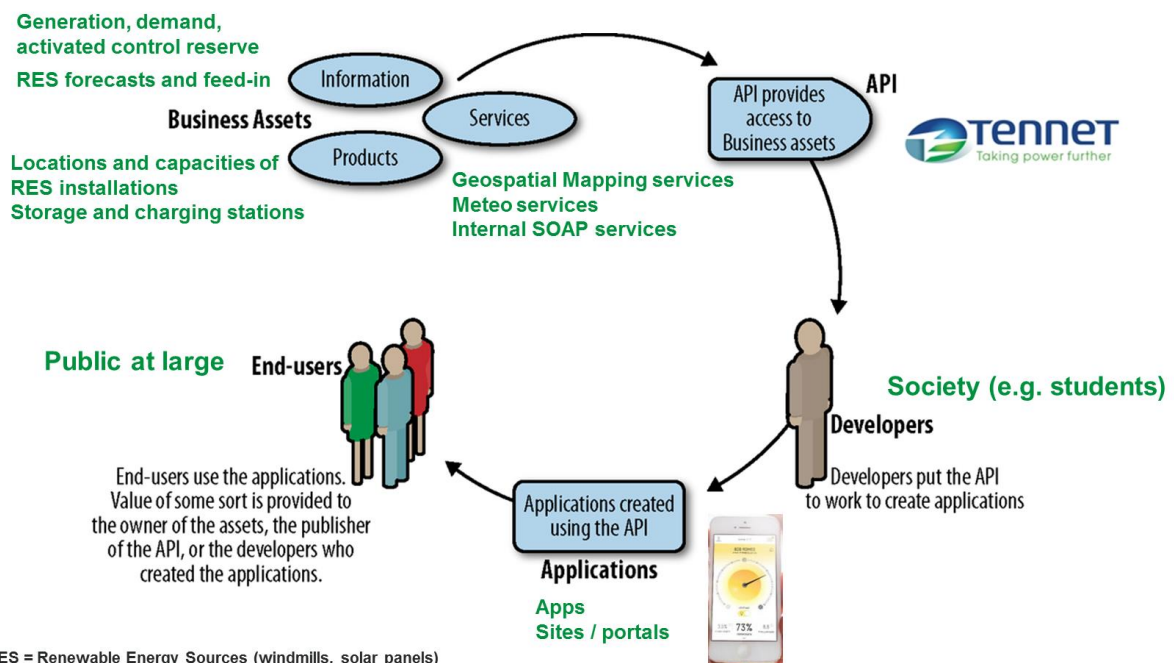 Generation, demand,
activated control reserve
RES forecasts and feed-in
Information
Business Assets
Services
Products
Locations and capacities of
RES installations
Storage and charging stations
Geospatial Mapping services
Meteo services
Internal SOAP services
API provides
access to
Business assets
API
TenneT
Taking power further
Public at large
End-users
Society (e.g. students)
Developers
Developers put the API
to work to create applications
End-users use the applications.
Value of some sort is provided to
the owner of the assets, the publisher
of the API, or the developers who
created the applications.
Applications created
using the API
Applications
Apps
Sites / portals
73%
ES = Renewable Energy Sources (windmills, solar panels)